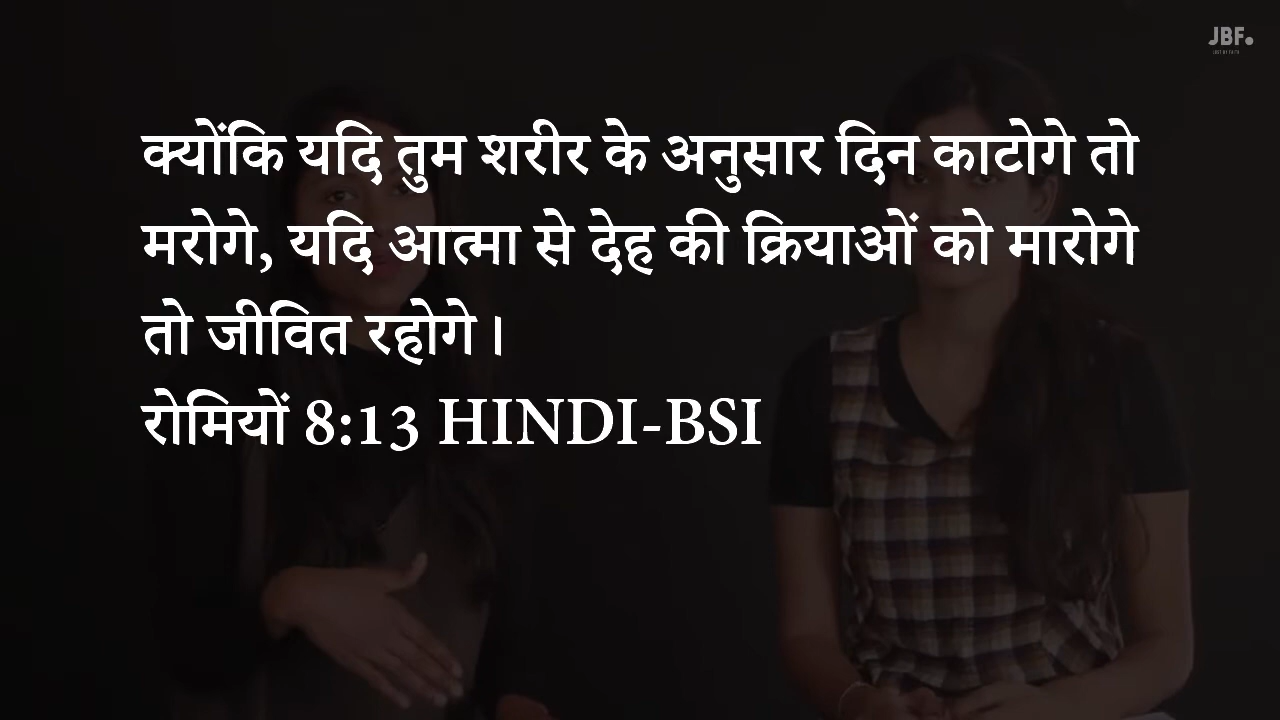 JBF.
क्योंकि यदि तुम शरीर के अनुसार दिन काटोगे तो
मरोगे, यदि आत्मा से देह की क्रियाओं को मारोगे
तो जीवित रहोगे।
रोमियों 8:13 HINDI-BSI